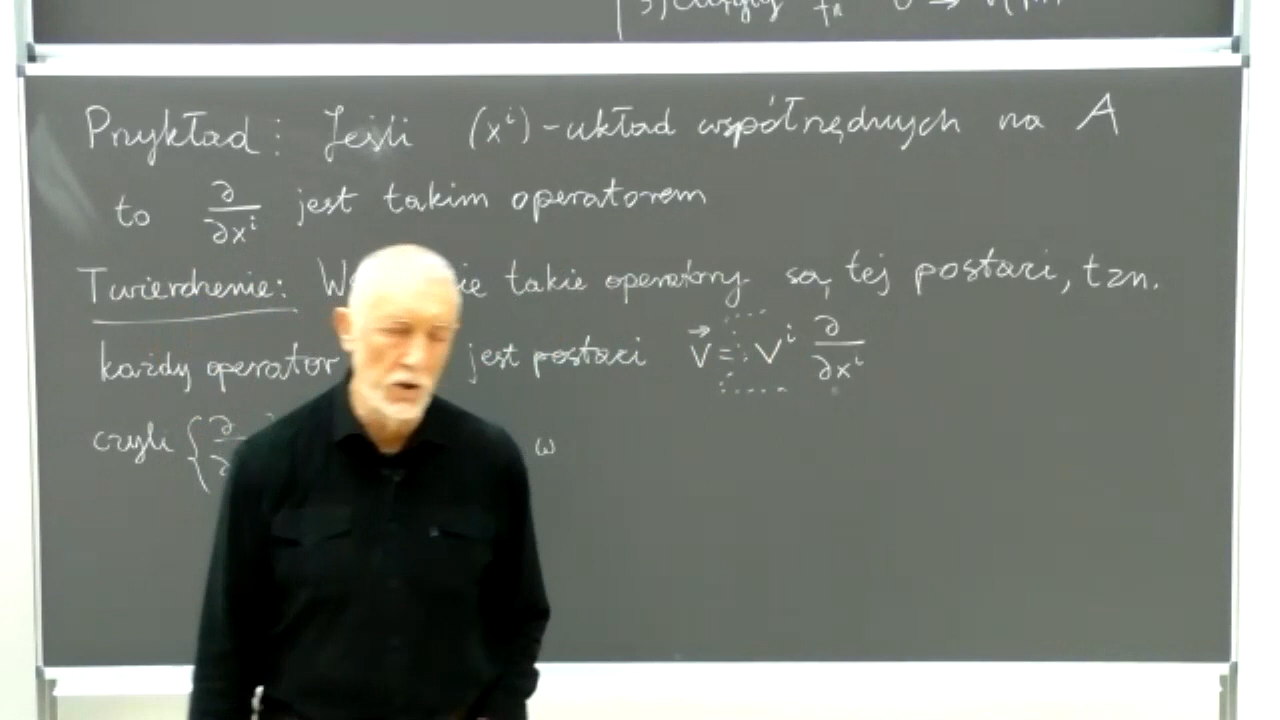 Przykład: Jeśli (xⁱ) - układ współrzędnych na A
to ∂/∂xⁱ jest takim operatorem
Twierdzenie: takie operatory są tej postaci, tzn.
każdy operator jest postaci V⃗ = Vⁱ ∂/∂xⁱ
czyli { ∂ w